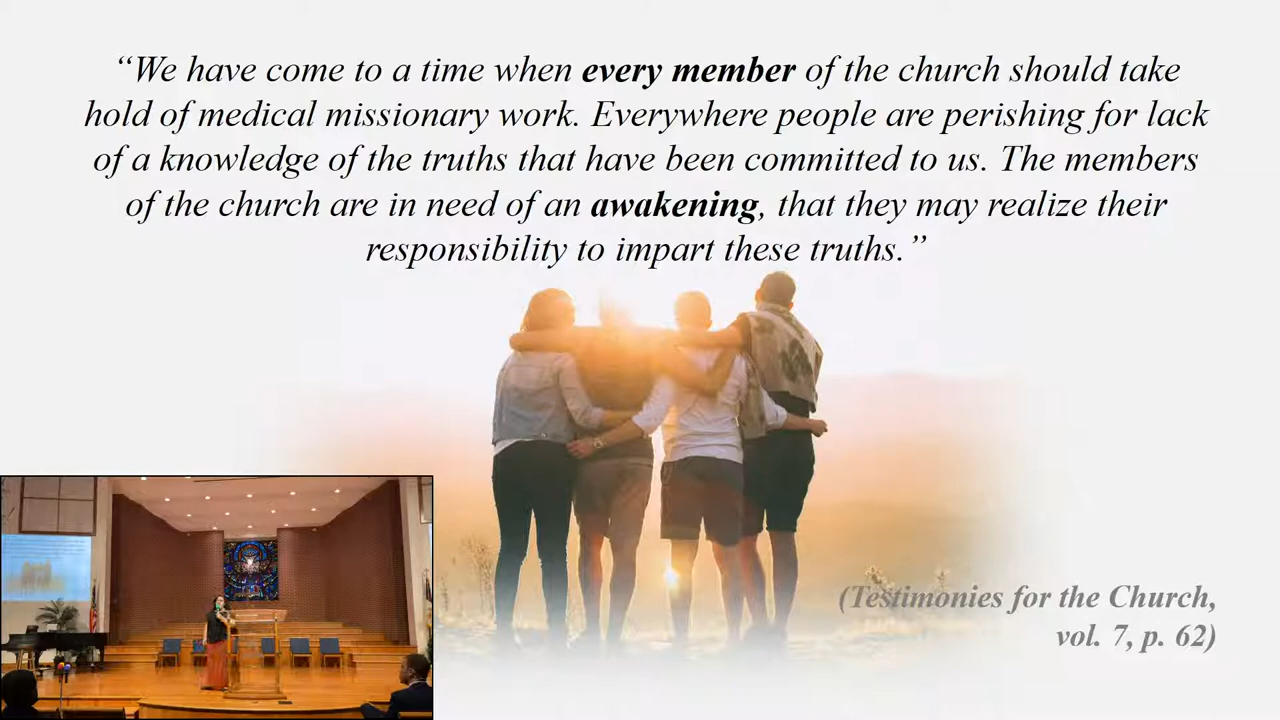 “We have come to a time when every member of the church should take
hold of medical missionary work. Everywhere people are perishing for lack
of a knowledge of the truths that have been committed to us. The members
of the church are in need of an awakening, that they may realize their
responsibility to impart these truths.”
(Testimonies for the Church,
vol. 7, p. 62)